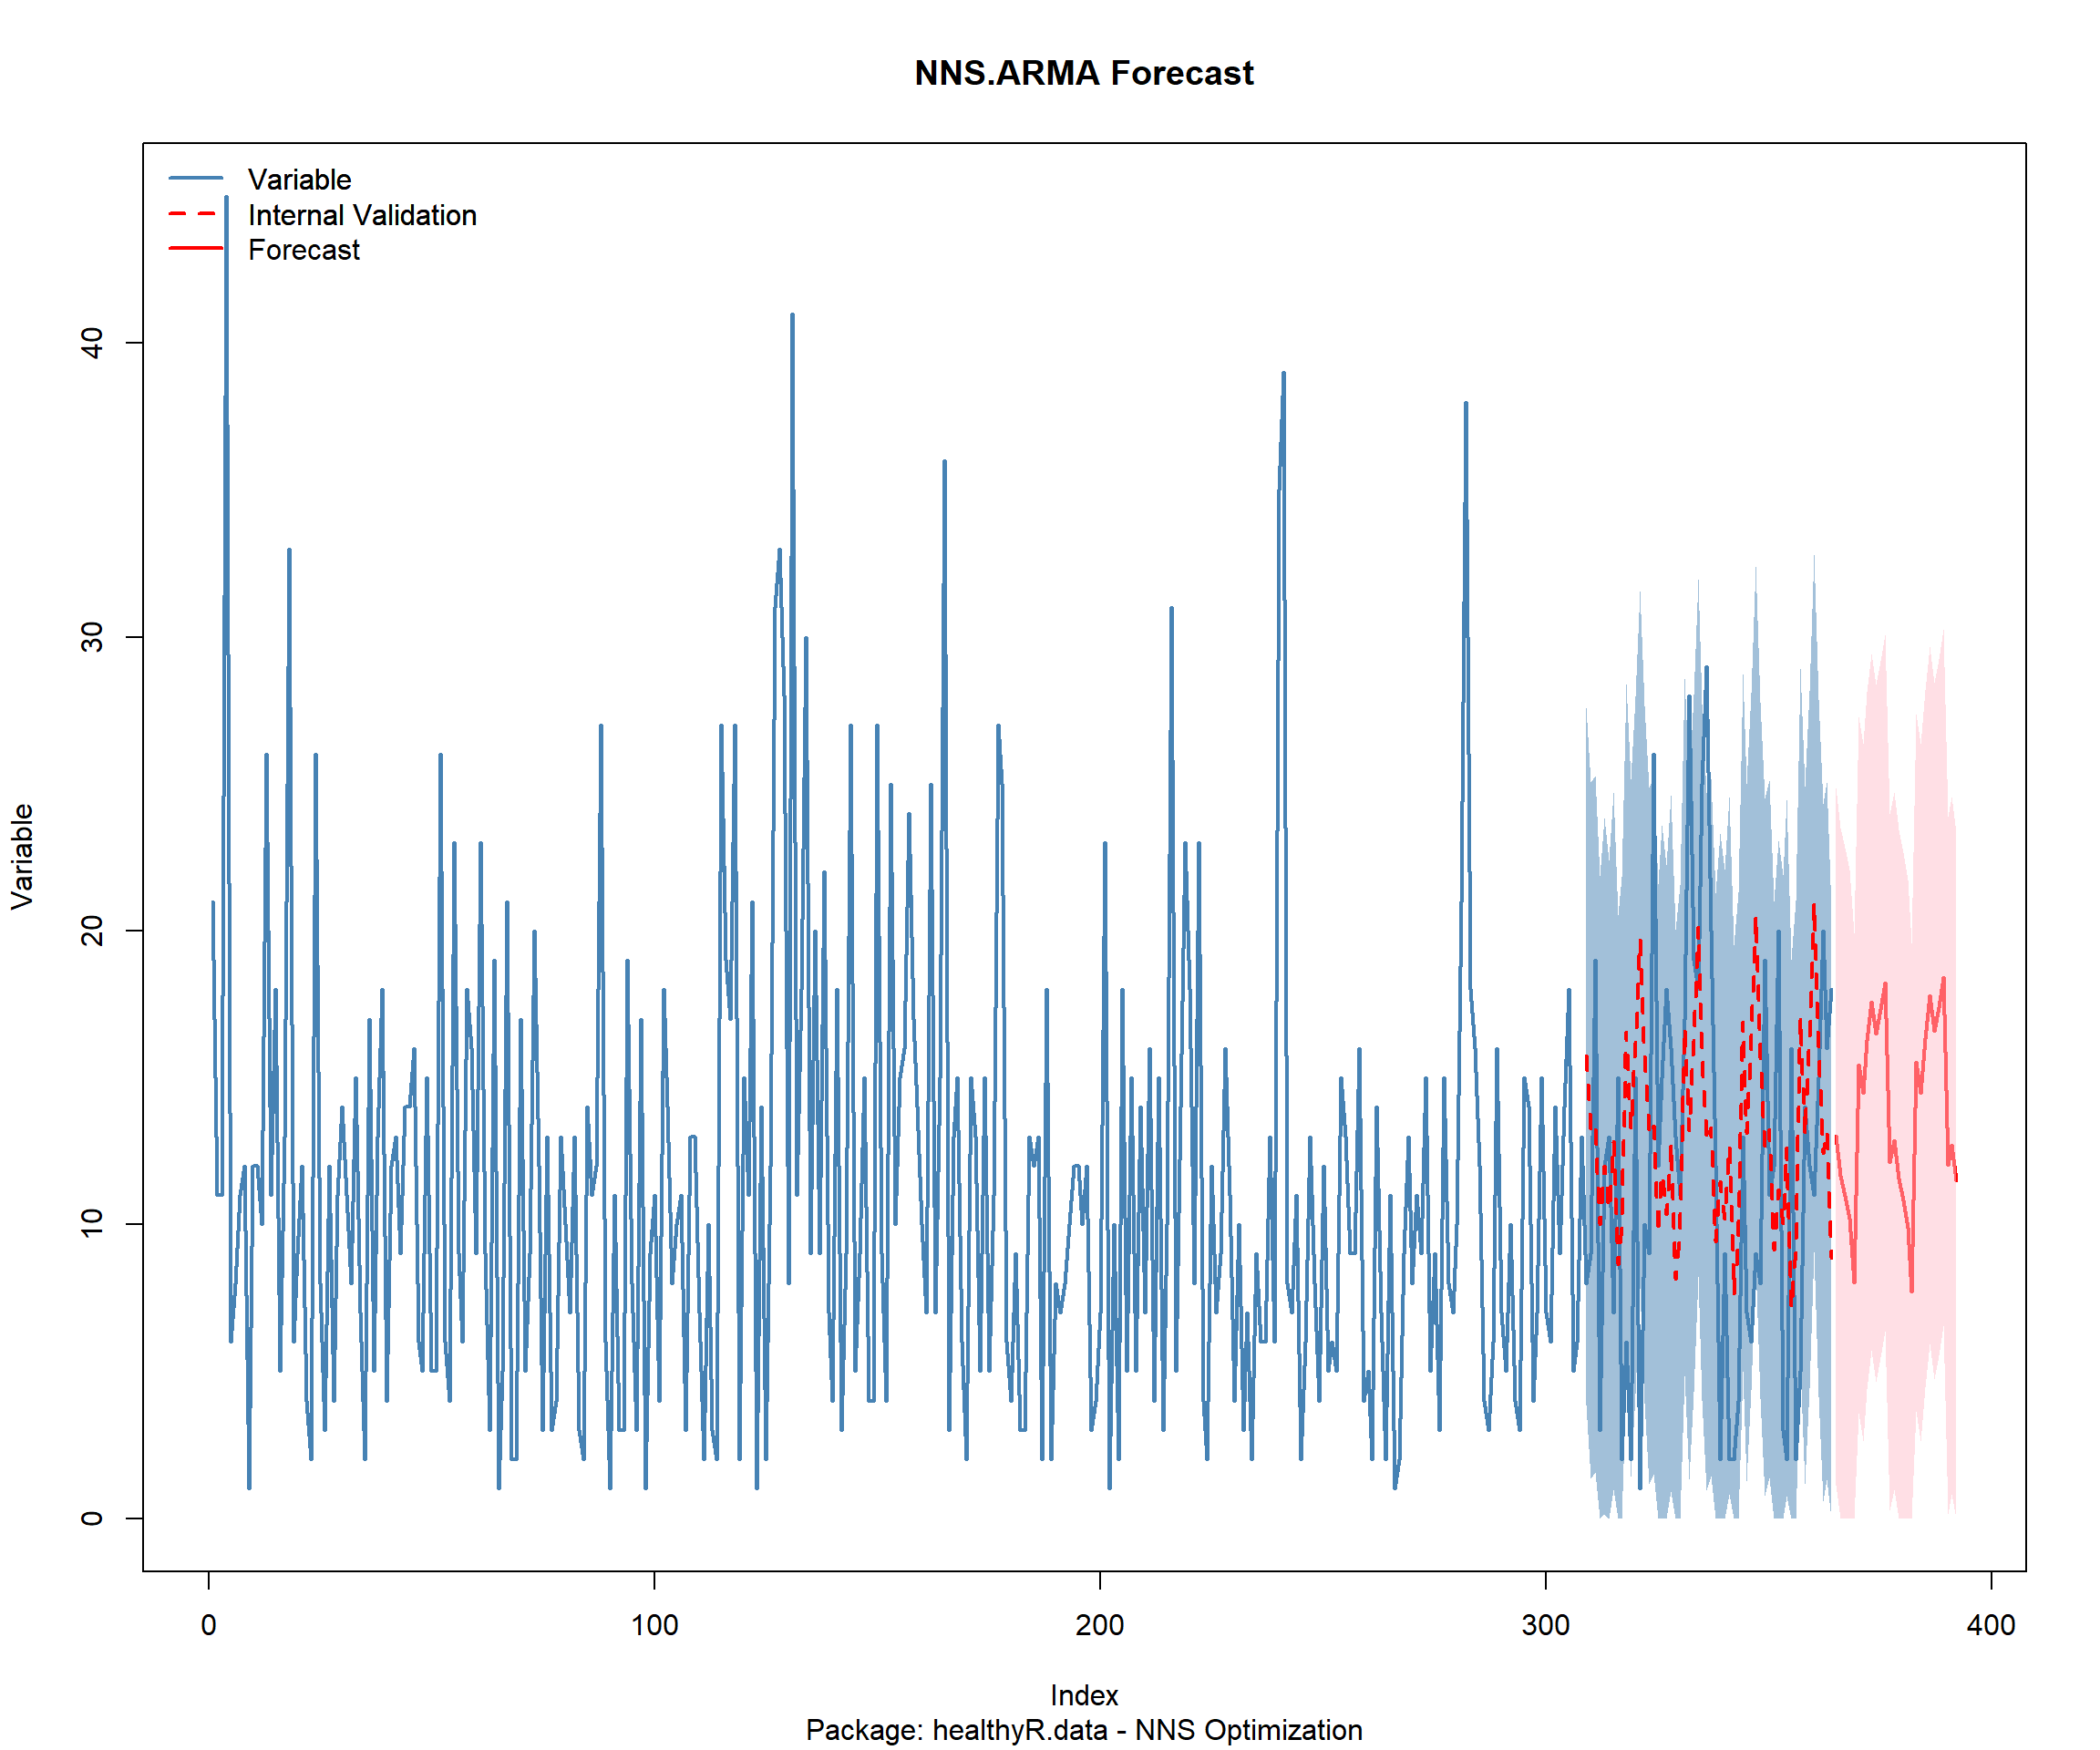 NNS.ARMA Forecast
Variable
Internal Validation
Forecast
40
30
20
10
0
Variable
0 100 200 300 400
Index
Package: healthyR.data - NNS Optimization